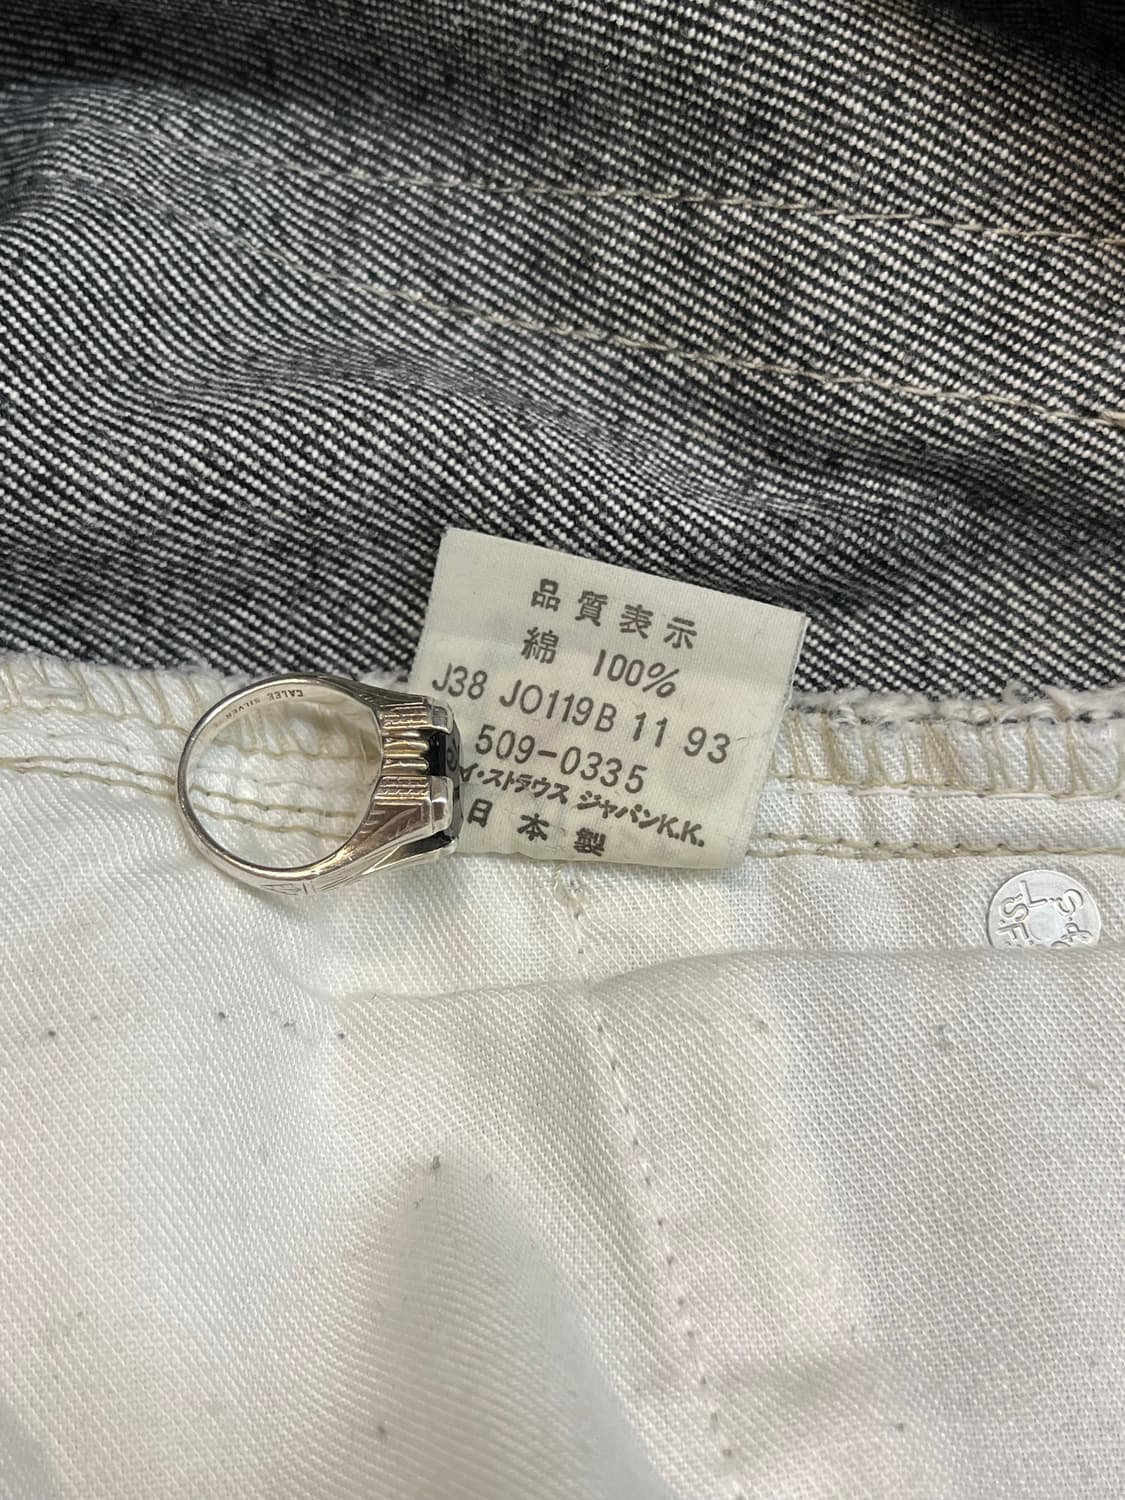 品質表示
綿 100%
J38 J0119B 11 93
509-0335
イ・ストラウス ジャパンK.K.
日本製
CALEE SILVER
L.S.&
S.F.